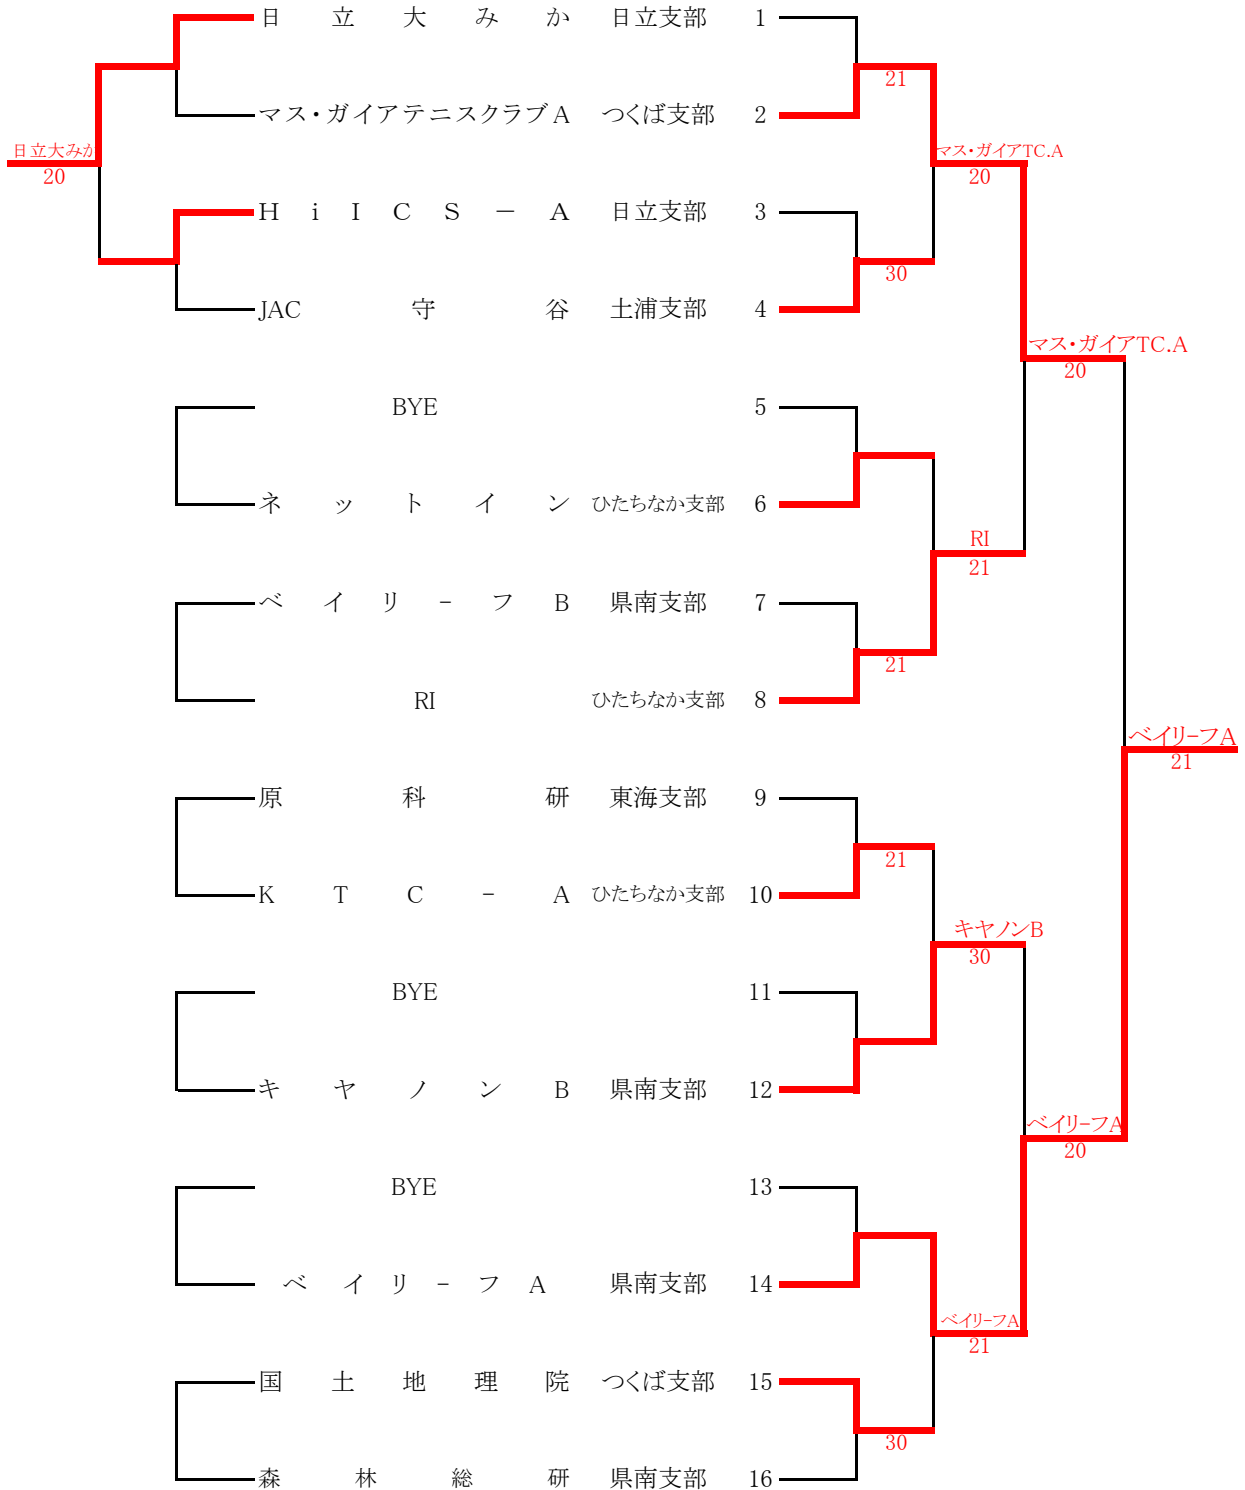 日立大みか 日立支部 1
21
マス・ガイアテニスクラブA つくば支部 2
日立大みか
20
マス・ガイアTC.A
20
HiICS－A 日立支部 3
30
JAC守谷 土浦支部 4
マス・ガイアTC.A
20
BYE 5
ネットイン ひたちなか支部 6
RI
21
ベイリ-フB 県南支部 7
21
RI ひたちなか支部 8
ベイリ-フA
21
原科研 東海支部 9
21
KTC-A ひたちなか支部 10
キヤノンB
30
BYE 11
キヤノンB 県南支部 12
ベイリ-フA
20
BYE 13
ベイリ-フA 県南支部 14
ベイリ-フA
21
国土地理院 つくば支部 15
30
森林総研 県南支部 16